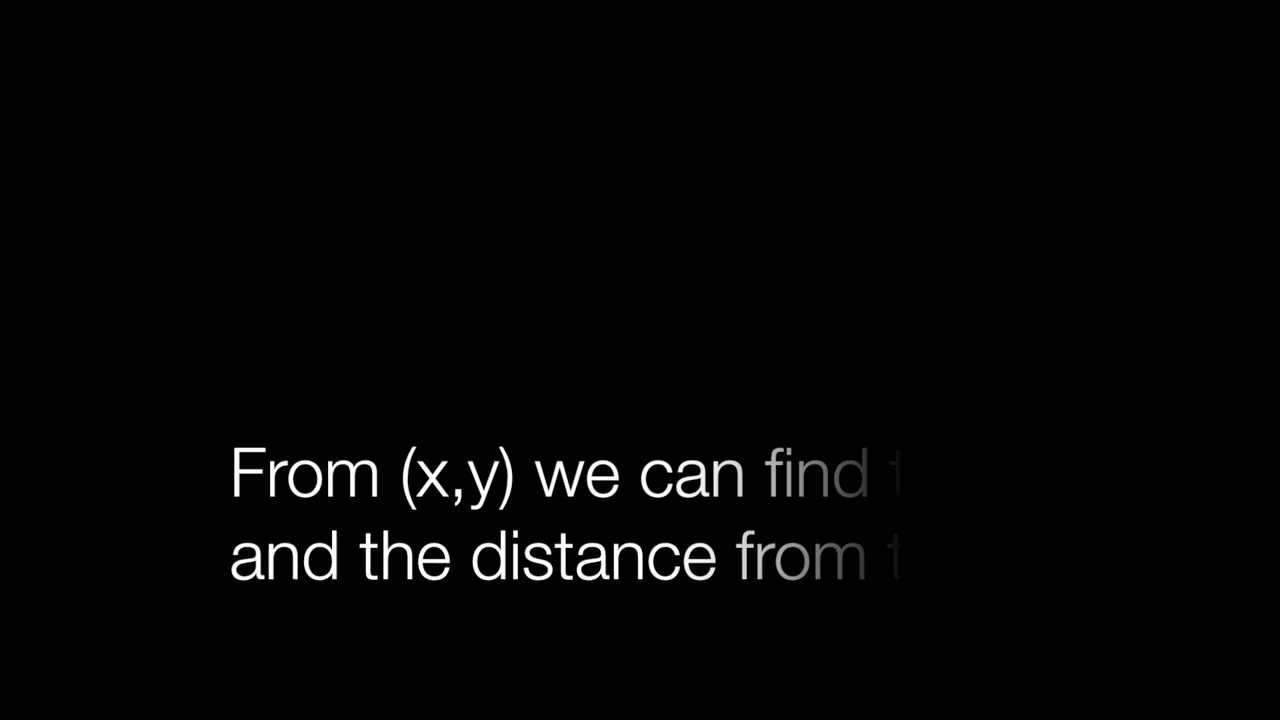 From (x,y) we can find
and the distance from